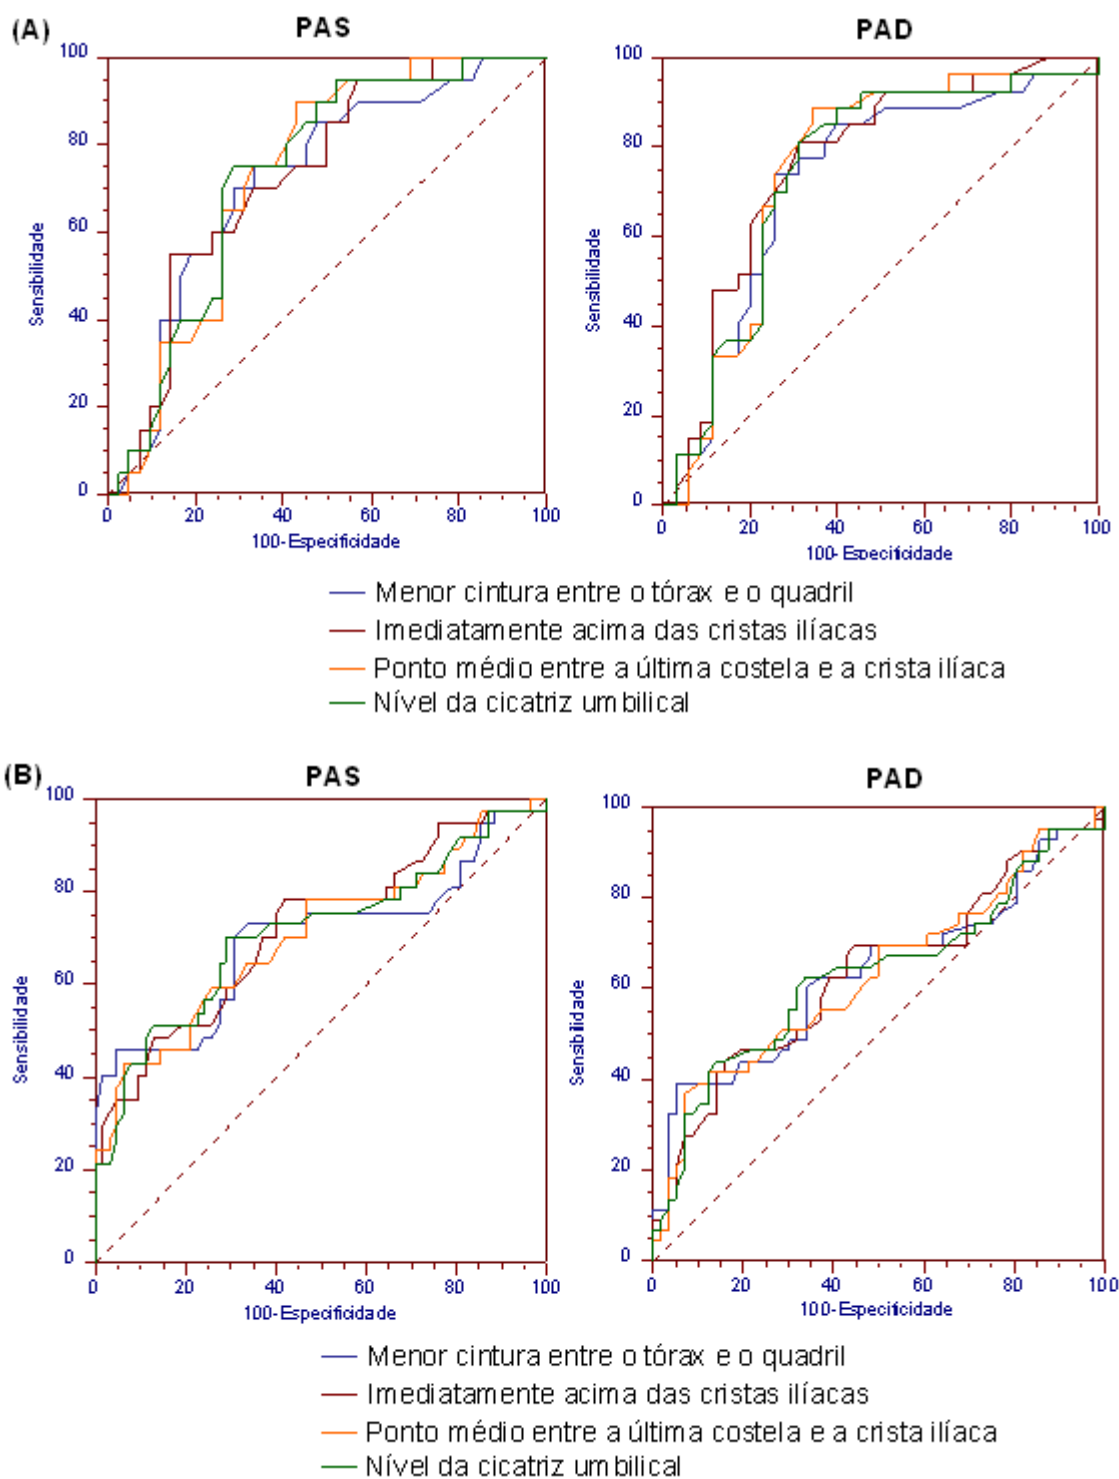 (A)
PAS
PAD
100
80
60
40
20
0
Sensibilidade
0 20 40 60 80 100
100-Especificidade
100
80
60
40
20
0
Sensibilidade
0 20 40 60 80 100
100-Especificidade
Menor cintura entre o tórax e o quadril
Imediatamente acima das cristas ilíacas
Ponto médio entre a última costela e a crista ilíaca
Nível da cicatriz umbilical
(B)
PAS
PAD
100
80
60
40
20
0
Sensibilidade
0 20 40 60 80 100
100-Especificidade
100
80
60
40
20
0
Sensibilidade
0 20 40 60 80 100
100-Especificidade
Menor cintura entre o tórax e o quadril
Imediatamente acima das cristas ilíacas
Ponto médio entre a última costela e a crista ilíaca
Nível da cicatriz umbilical